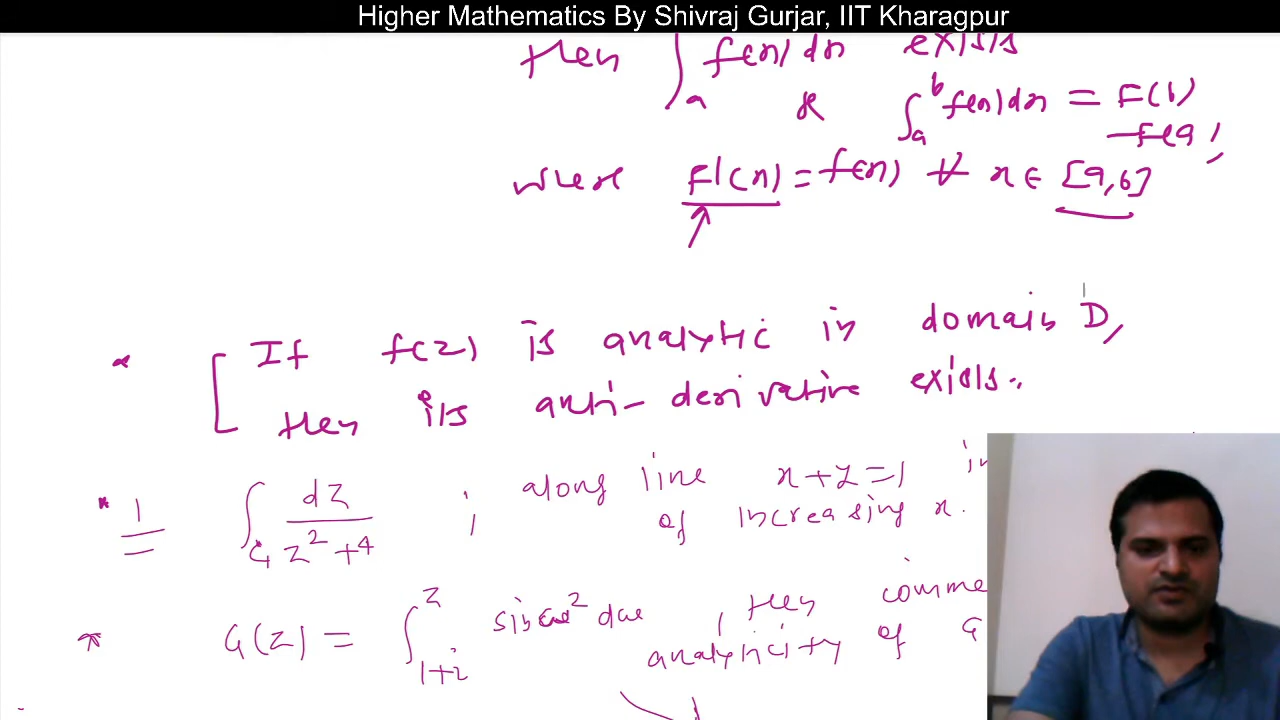 Higher Mathematics By Shivraj Gurjar, IIT Kharagpur
then ∫a f(x) dx exists
& ∫a^b f(x) dx = F(b)
- F(a),
where F'(x) = f(x) ∀ x ∈ [a,b]
* If f(z) is analytic in domain D,
then its anti-derivative exists.
* 1 ∫C dz / z²+4 ; along line x+z=1 in
of increasing x.
* G(z) = ∫1+i^z sin ω² dω, then comme
analyticity of G